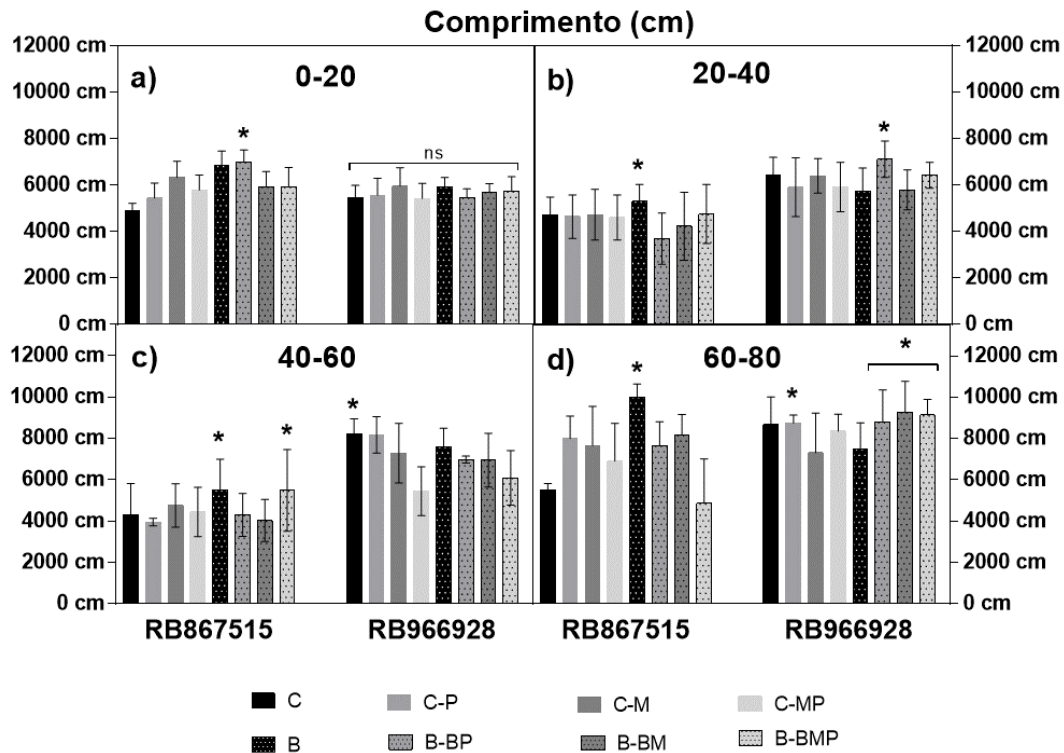 Comprimento (cm)
12000 cm
10000 cm
8000 cm
6000 cm
4000 cm
2000 cm
0 cm
a)
0-20
*
ns
b)
20-40
*
*
12000 cm
10000 cm
8000 cm
6000 cm
4000 cm
2000 cm
0 cm
12000 cm
10000 cm
8000 cm
6000 cm
4000 cm
2000 cm
0 cm
c)
40-60
*
*
*
d)
60-80
*
*
*
12000 cm
10000 cm
8000 cm
6000 cm
4000 cm
2000 cm
0 cm
RB867515 RB966928 RB867515 RB966928
C C-P C-M C-MP
B B-BP B-BM B-BMP